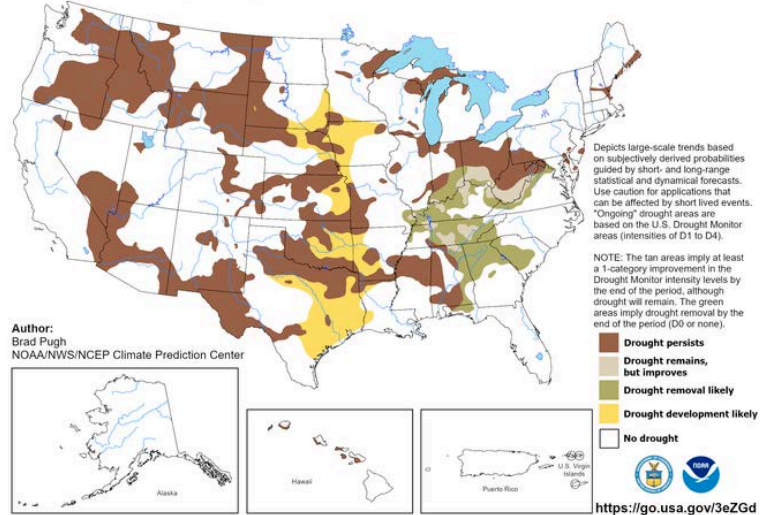 Depicts large-scale trends based
on subjectively derived probabilities
guided by short- and long-range
statistical and dynamical forecasts.
Use caution for applications that
can be affected by short lived events.
"Ongoing" drought areas are
based on the U.S. Drought Monitor
areas (intensities of D1 to D4).
NOTE: The tan areas imply at least
a 1-category improvement in the
Drought Monitor intensity levels by
the end of the period, although
drought will remain. The green
areas imply drought removal by the
end of the period (D0 or none).
Author:
Brad Pugh
NOAA/NWS/NCEP Climate Prediction Center
Drought persists
Drought remains,
but improves
Drought removal likely
Drought development likely
No drought
Alaska
Hawaii
Puerto Rico
U.S. Virgin
Islands
NOAA
https://go.usa.gov/3eZGd